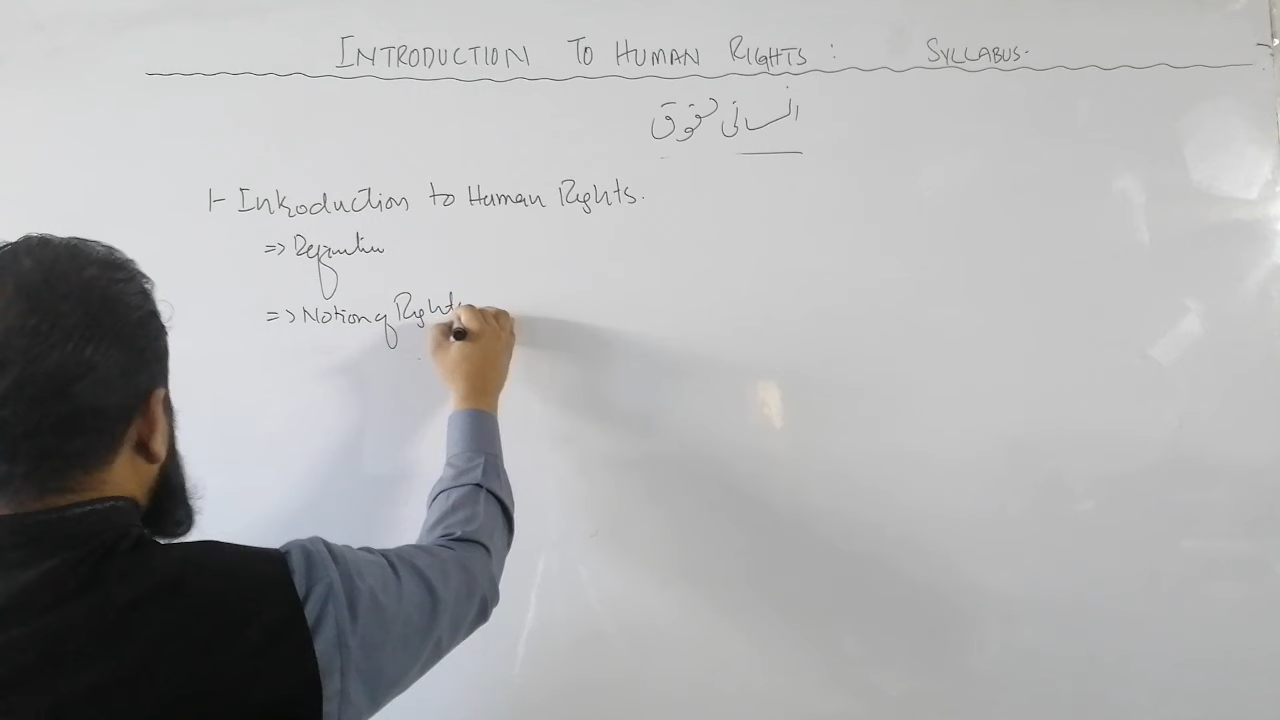 INTRODUCTION TO HUMAN RIGHTS : SYLLABUS.
انسانی حقوق
1- Introduction to Human Rights.
=> Definition
=> Notion of Rights